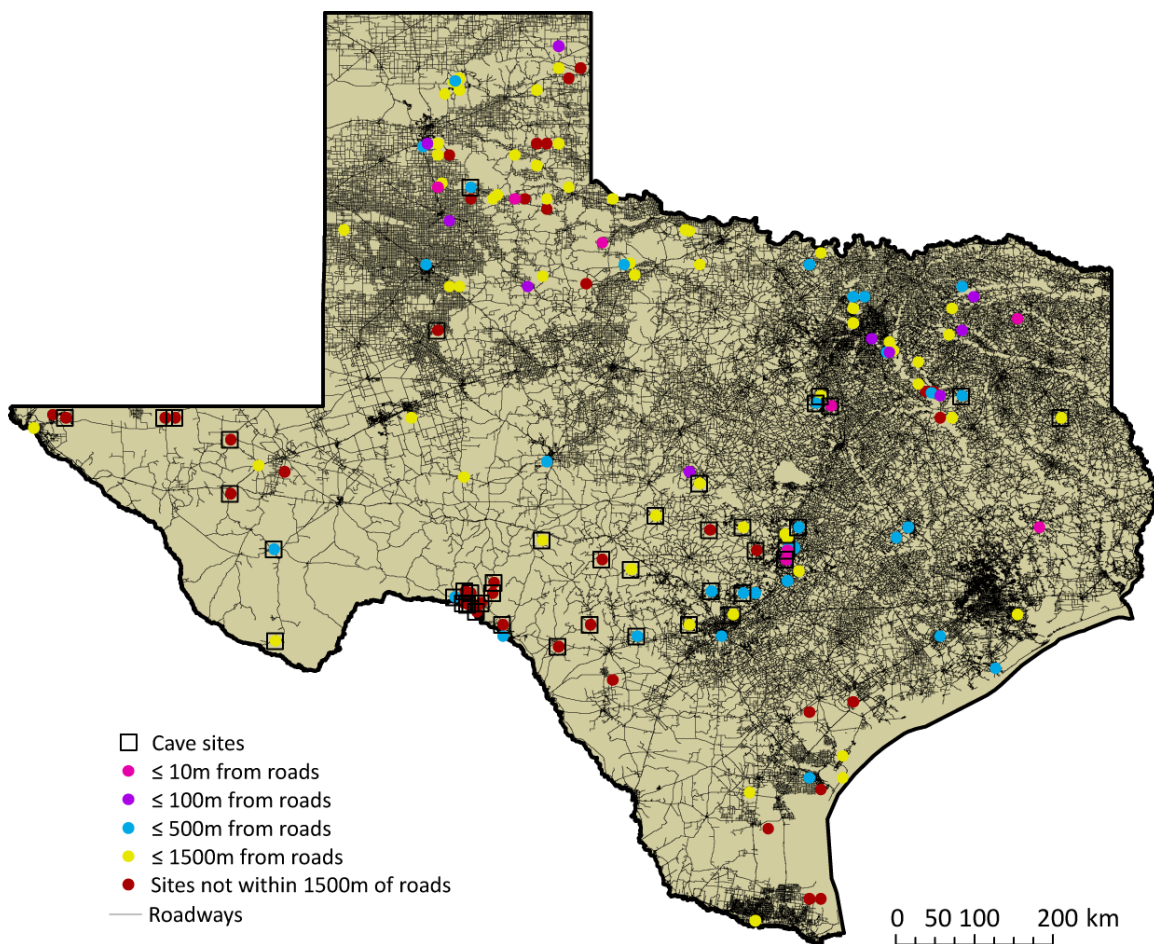 Cave sites
≤ 10m from roads
≤ 100m from roads
≤ 500m from roads
≤ 1500m from roads
Sites not within 1500m of roads
Roadways
0 50 100 200 km